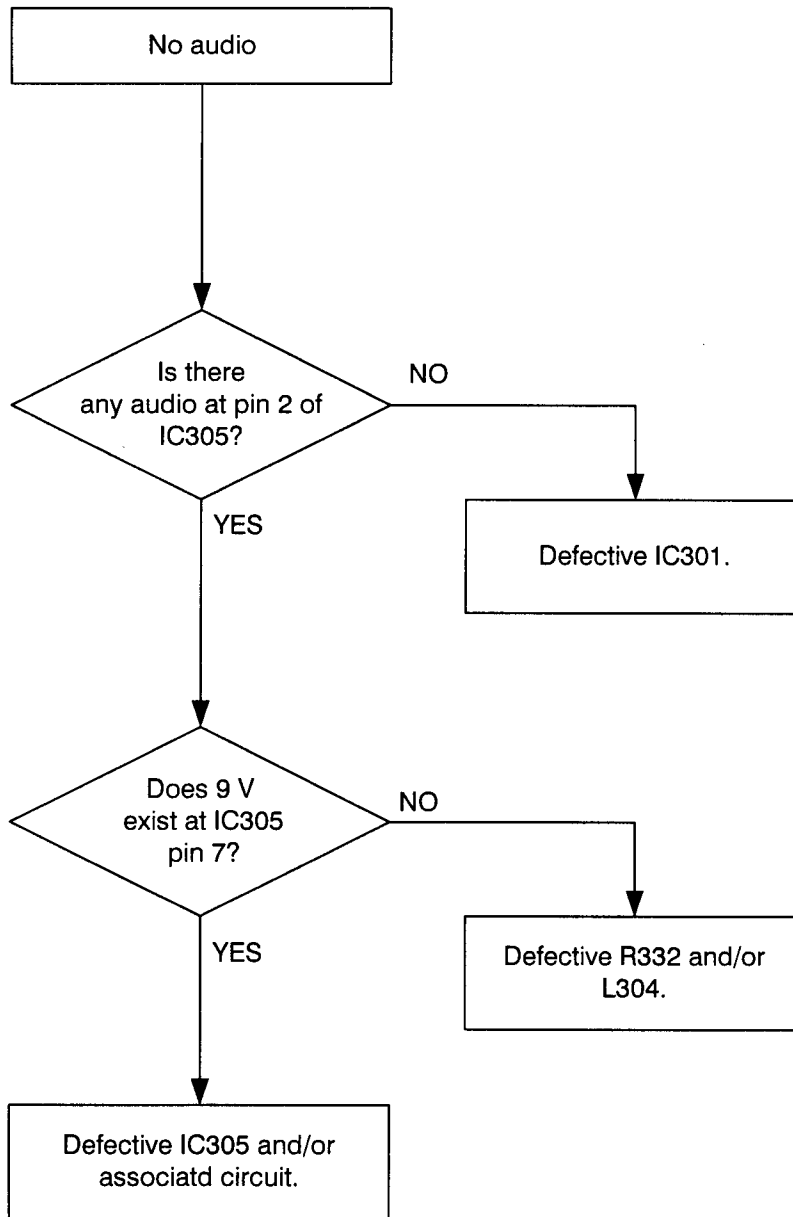 No audio
Is there
any audio at pin 2 of
IC305?
NO
YES
Defective IC301.
Does 9 V
exist at IC305
pin 7?
NO
YES
Defective R332 and/or
L304.
Defective IC305 and/or
associatd circuit.